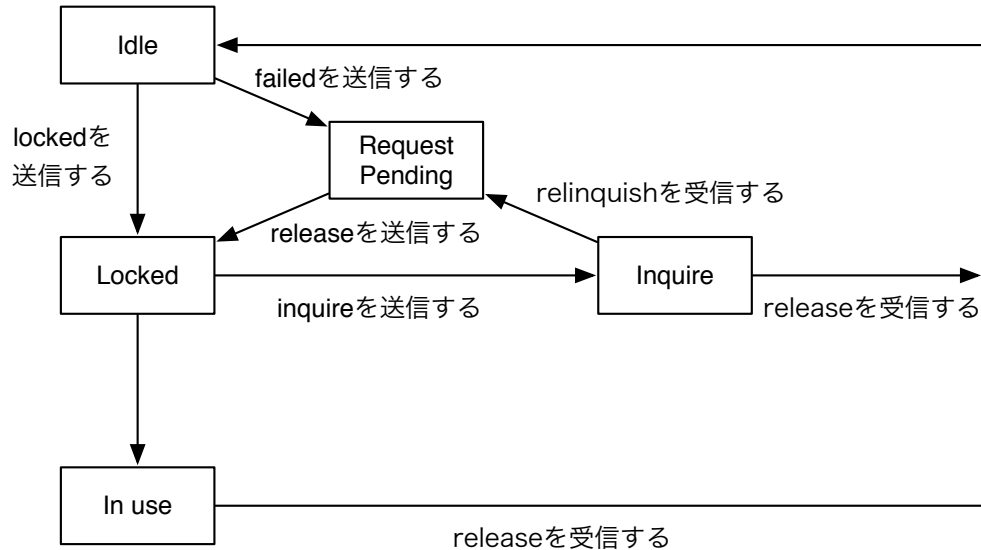 Idle
failedを送信する
lockedを
送信する
Request
Pending
relinquishを受信する
releaseを送信する
Locked
Inquire
inquireを送信する
releaseを受信する
In use
releaseを受信する